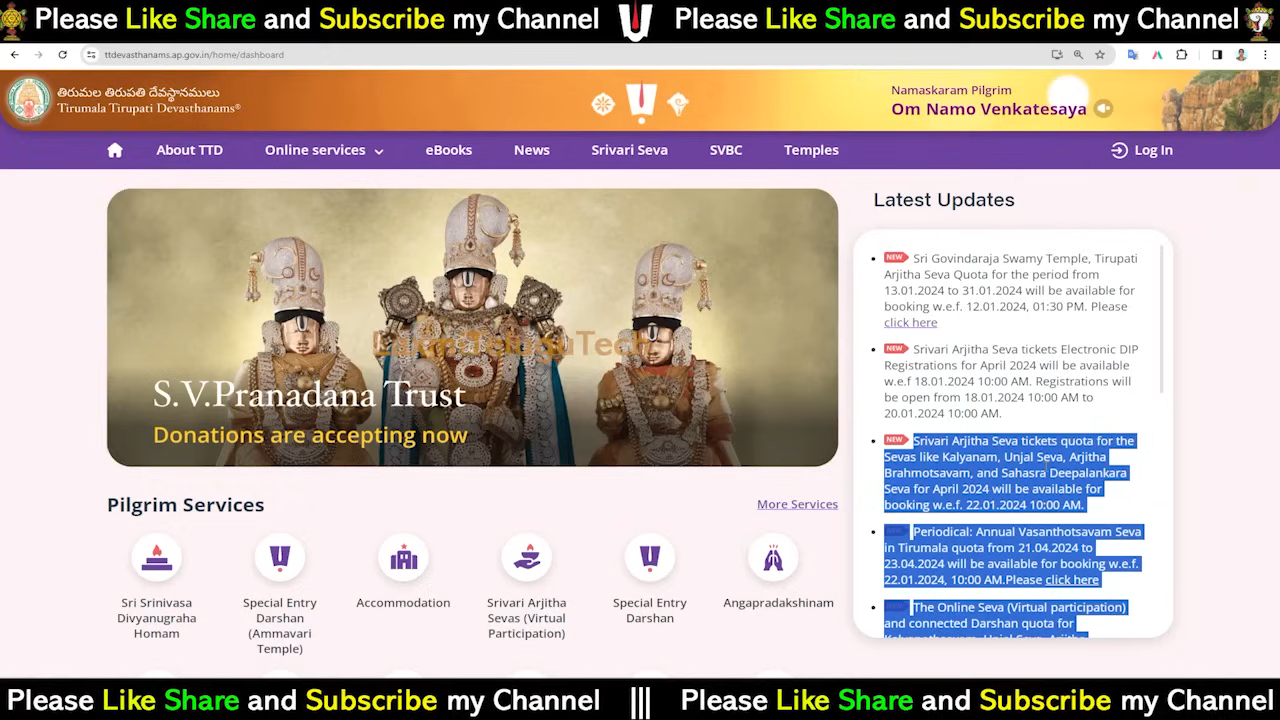 Please Like Share and Subscribe my Channel
Please Like Share and Subscribe my Channel
ttdevasthanams.ap.gov.in/home/dashboard
తిరుమల తిరుపతి దేవస్థానములు
Tirumala Tirupati Devasthanams®
Namaskaram Pilgrim
Om Namo Venkatesaya
About TTD
Online services
eBooks
News
Srivari Seva
SVBC
Temples
Log In
S.V.Pranadana Trust
Donations are accepting now
Latest Updates
NEW Sri Govindaraja Swamy Temple, Tirupati
Arjitha Seva Quota for the period from
13.01.2024 to 31.01.2024 will be available for
booking w.e.f. 12.01.2024, 01:30 PM. Please
click here
NEW Srivari Arjitha Seva tickets Electronic DIP
Registrations for April 2024 will be available
w.e.f 18.01.2024 10:00 AM. Registrations will
be open from 18.01.2024 10:00 AM to
20.01.2024 10:00 AM.
NEW Srivari Arjitha Seva tickets quota for the
Sevas like Kalyanam, Unjal Seva, Arjitha
Brahmotsavam, and Sahasra Deepalankara
Seva for April 2024 will be available for
booking w.e.f. 22.01.2024 10:00 AM.
Periodical: Annual Vasanthotsavam Seva
in Tirumala quota from 21.04.2024 to
23.04.2024 will be available for booking w.e.f.
22.01.2024, 10:00 AM.Please click here
The Online Seva (Virtual participation)
and connected Darshan quota for
Pilgrim Services
More Services
Sri Srinivasa
Divyanugraha
Homam
Special Entry
Darshan
(Ammavari
Temple)
Accommodation
Srivari Arjitha
Sevas (Virtual
Participation)
Special Entry
Darshan
Angapradakshinam
Please Like Share and Subscribe my Channel
Please Like Share and Subscribe my Channel